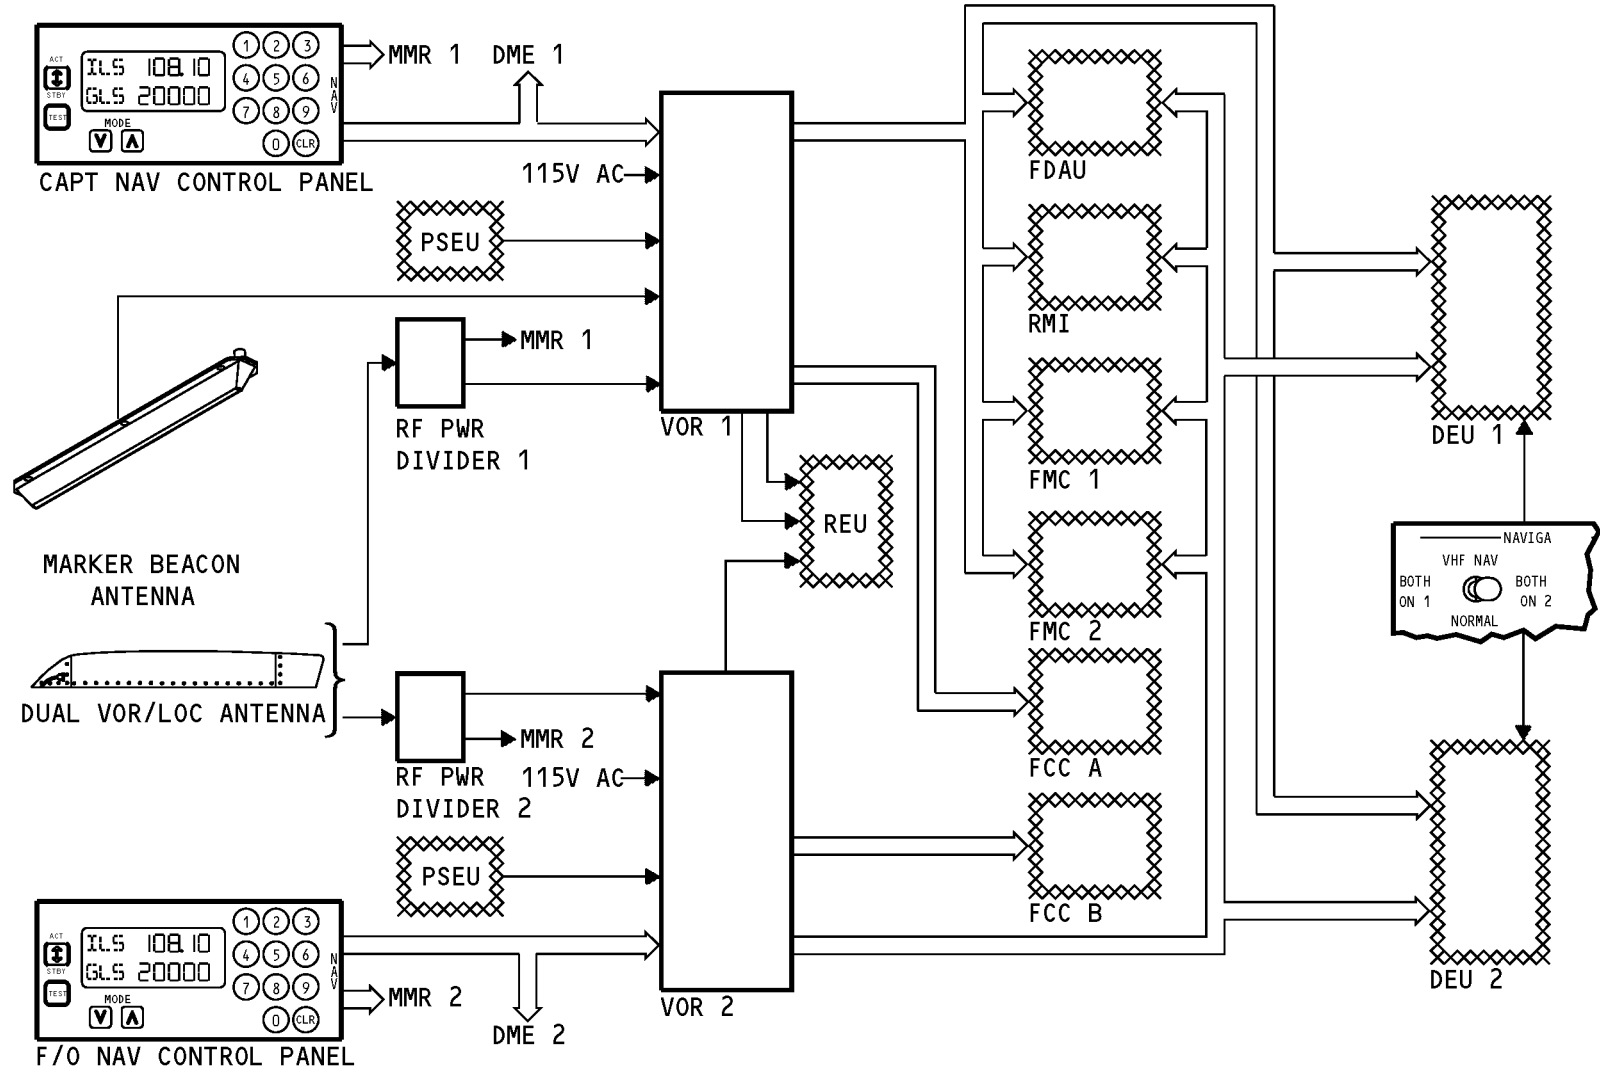 ACT
STBY
TEST
ILS 108.10
GLS 20000
MODE
V Λ
1 2 3
4 5 6
7 8 9
0 CLR
NAV
CAPT NAV CONTROL PANEL
MMR 1
DME 1
115V AC
PSEU
MMR 1
RF PWR
DIVIDER 1
VOR 1
MARKER BEACON
ANTENNA
DUAL VOR/LOC ANTENNA
REU
MMR 2
RF PWR
DIVIDER 2
115V AC
PSEU
VOR 2
ACT
STBY
TEST
ILS 108.10
GLS 20000
MODE
V Λ
1 2 3
4 5 6
7 8 9
0 CLR
NAV
MMR 2
DME 2
F/O NAV CONTROL PANEL
FDAU
RMI
FMC 1
FMC 2
FCC A
FCC B
DEU 1
NAVIGA
VHF NAV
BOTH
ON 1
BOTH
ON 2
NORMAL
DEU 2